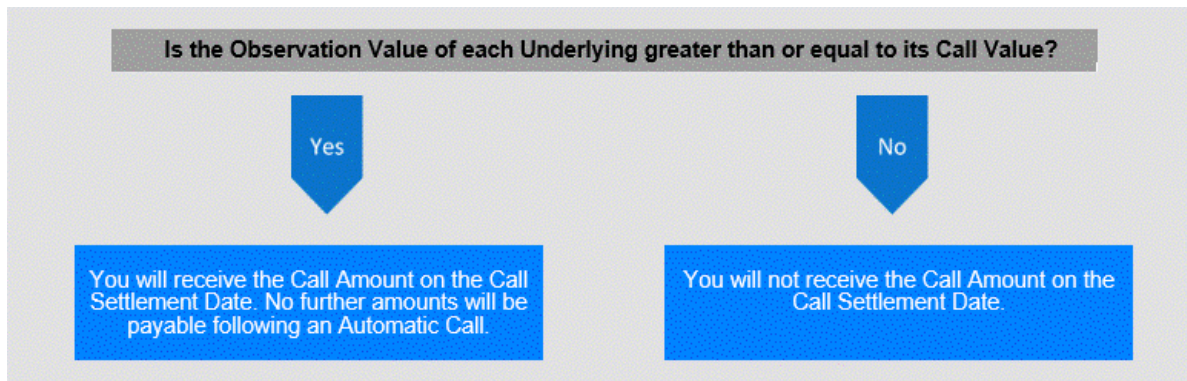 Is the Observation Value of each Underlying greater than or equal to its Call Value?
Yes
No
You will receive the Call Amount on the Call
Settlement Date. No further amounts will be
payable following an Automatic Call.
You will not receive the Call Amount on the
Call Settlement Date.